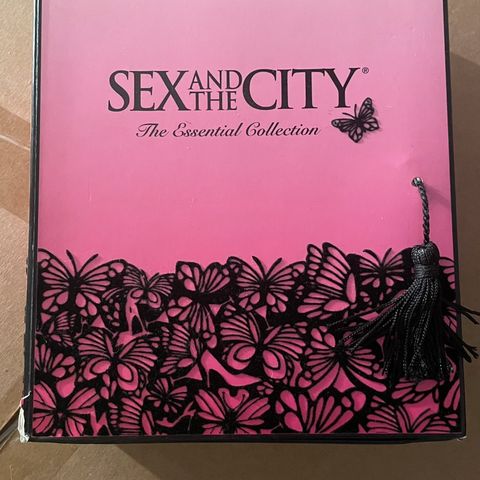 SEX AND THE CITY®
The Essential Collection